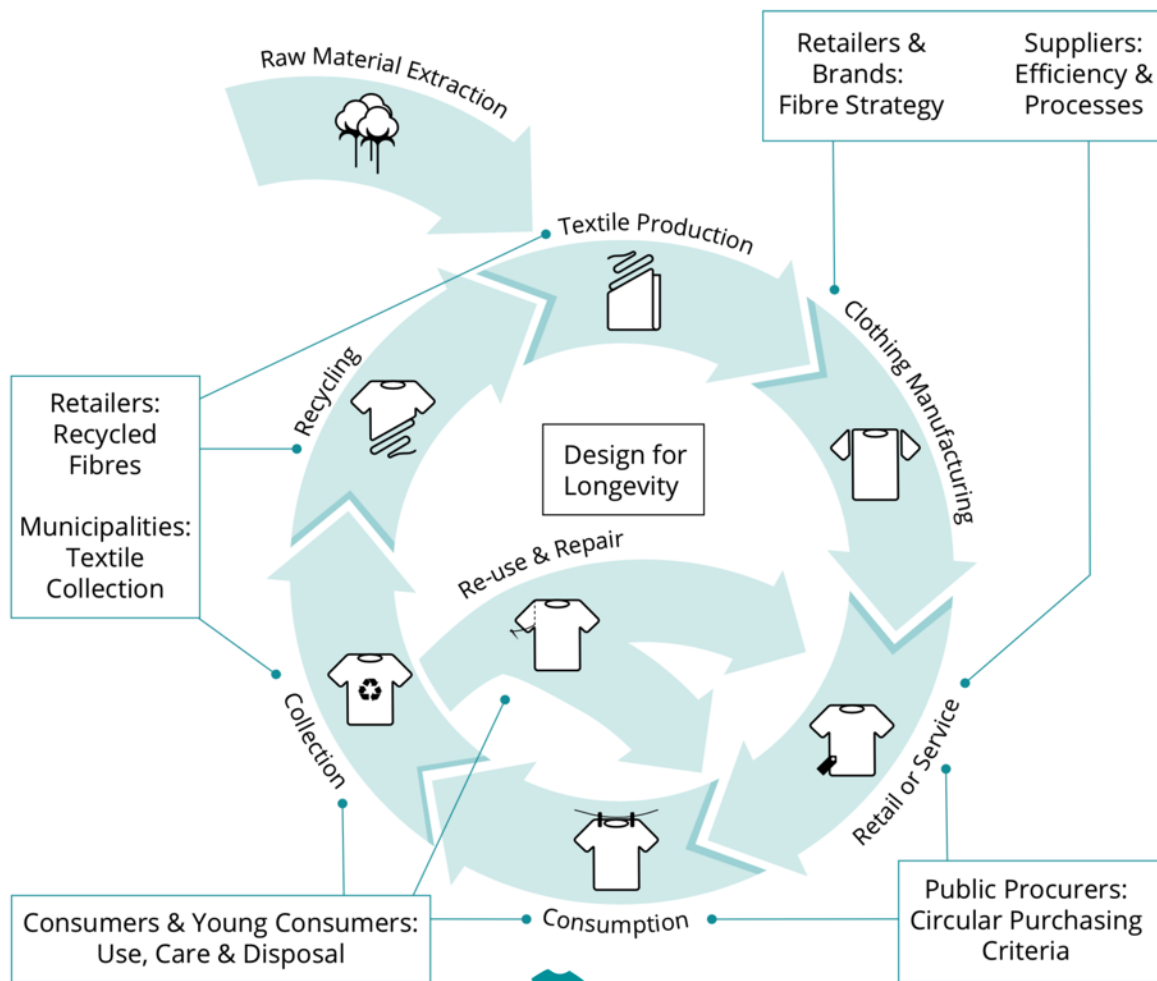 Raw Material Extraction
Retailers &
Brands:
Fibre Strategy
Suppliers:
Efficiency &
Processes
Textile Production
Clothing Manufacturing
Recycling
Retailers:
Recycled
Fibres
Municipalities:
Textile
Collection
Design for
Longevity
Re-use & Repair
Collection
Retail or Service
Consumption
Consumers & Young Consumers:
Use, Care & Disposal
Public Procurers:
Circular Purchasing
Criteria